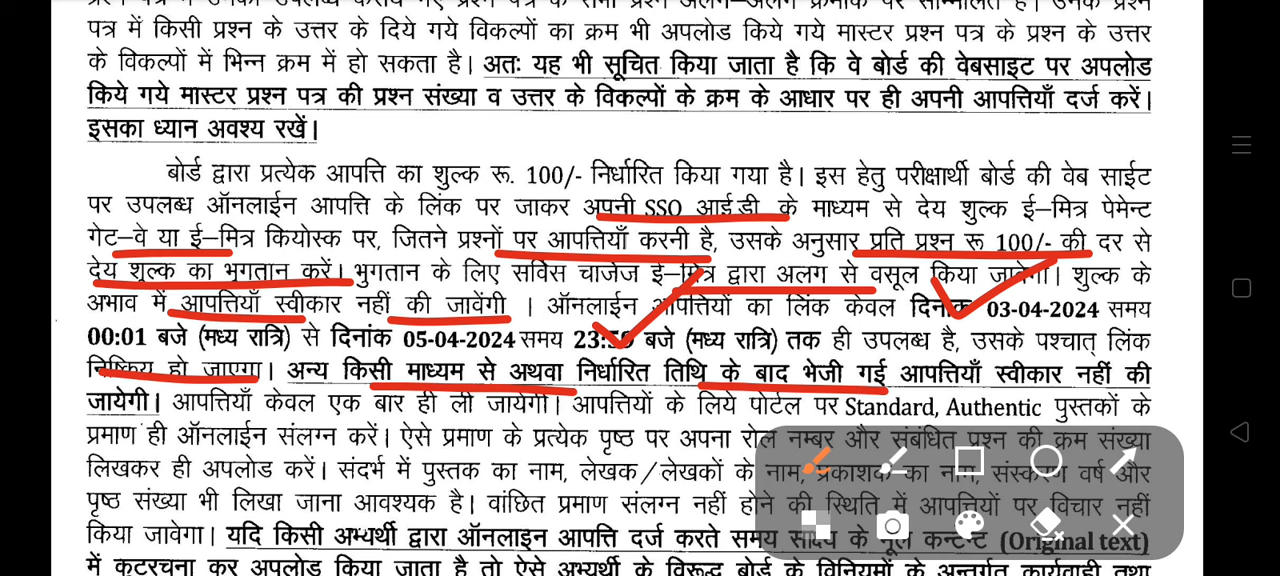 पत्र में किसी प्रश्न के उत्तर के दिये गये विकल्पों का क्रम भी अपलोड किये गये मास्टर प्रश्न पत्र के प्रश्न के उत्तर
के विकल्पों में भिन्न क्रम में हो सकता है। अतः यह भी सूचित किया जाता है कि वे बोर्ड की वेबसाइट पर अपलोड
किये गये मास्टर प्रश्न पत्र की प्रश्न संख्या व उत्तर के विकल्पों के क्रम के आधार पर ही अपनी आपत्तियाँ दर्ज करें।
इसका ध्यान अवश्य रखें।
बोर्ड द्वारा प्रत्येक आपत्ति का शुल्क रू. 100/- निर्धारित किया गया है। इस हेतु परीक्षार्थी बोर्ड की वेब साईट
पर उपलब्ध ऑनलाईन आपत्ति के लिंक पर जाकर अपनी SSO आई.डी. के माध्यम से देय शुल्क ई–मित्र पेमेन्ट
गेट–वे या ई–मित्र कियोस्क पर, जितने प्रश्नों पर आपत्तियाँ करनी है, उसके अनुसार प्रति प्रश्न रू 100/- की दर से
देय शुल्क का भुगतान करें। भुगतान के लिए सर्विस चार्जेज ई–मित्र द्वारा अलग से वसूल किया जावेगा। शुल्क के
अभाव में आपत्तियाँ स्वीकार नहीं की जावेंगी । ऑनलाईन आपत्तियों का लिंक केवल दिनांक 03-04-2024 समय
00:01 बजे (मध्य रात्रि) से दिनांक 05-04-2024 समय 23:59 बजे (मध्य रात्रि) तक ही उपलब्ध है, उसके पश्चात् लिंक
निष्क्रिय हो जाएगा। अन्य किसी माध्यम से अथवा निर्धारित तिथि के बाद भेजी गई आपत्तियाँ स्वीकार नहीं की
जायेगी। आपत्तियाँ केवल एक बार ही ली जायेगी। आपत्तियों के लिये पोर्टल पर Standard, Authentic पुस्तकों के
प्रमाण ही ऑनलाईन संलग्न करें। ऐसे प्रमाण के प्रत्येक पृष्ठ पर अपना रोल नम्बर और संबंधित प्रश्न की क्रम संख्या
लिखकर ही अपलोड करें। संदर्भ में पुस्तक का नाम, लेखक/लेखकों के नाम, प्रकाशक का नाम, संस्करण वर्ष और
पृष्ठ संख्या भी लिखा जाना आवश्यक है। वांछित प्रमाण संलग्न नहीं होने की स्थिति में आपत्तियों पर विचार नहीं
किया जावेगा। यदि किसी अभ्यर्थी द्वारा ऑनलाईन आपत्ति दर्ज करते समय साक्ष्य के मूल कन्टेन्ट (Original text)
में कूटरचना कर अपलोड किया जाता है तो ऐसे अभ्यर्थी के विरूद्ध बोर्ड के विनियमों के अन्तर्गत कार्यवाही तथा